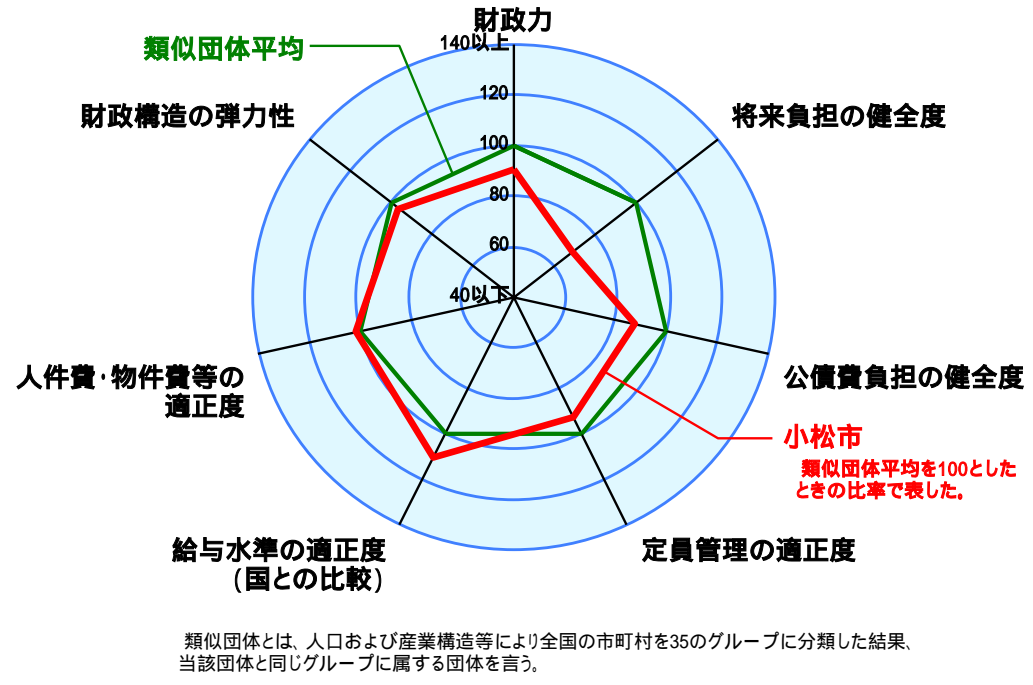 財政力
140以上
類似団体平均
120
財政構造の弾力性
将来負担の健全度
100
80
60
40以下
人件費・物件費等の
適正度
公債費負担の健全度
小松市
類似団体平均を100とした
ときの比率で表した。
給与水準の適正度
(国との比較)
定員管理の適正度
類似団体とは、人口および産業構造等により全国の市町村を35のグループに分類した結果、
当該団体と同じグループに属する団体を言う。